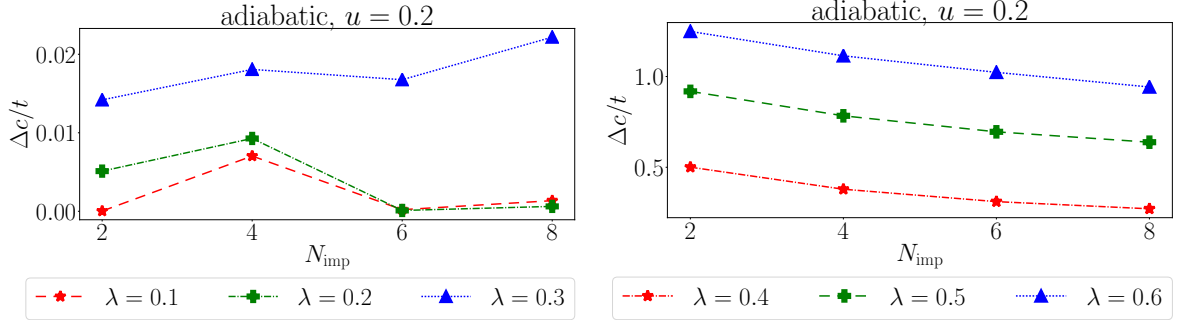 adiabatic, u = 0.2
Δc/t
0.02
0.01
0.00
2 4 6 8
N_imp
λ = 0.1 λ = 0.2 λ = 0.3
adiabatic, u = 0.2
Δc/t
1.0
0.5
2 4 6 8
N_imp
λ = 0.4 λ = 0.5 λ = 0.6